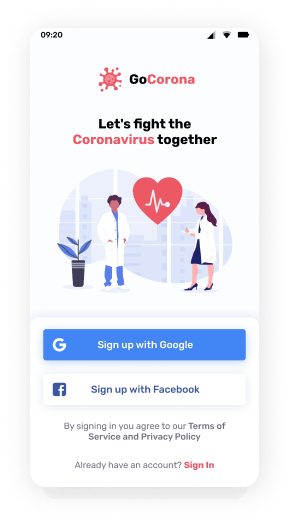 09:20
GoCorona
Let's fight the
Coronavirus together
Sign up with Google
Sign up with Facebook
By signing in you agree to our Terms of
Service and Privacy Policy
Already have an account? Sign In